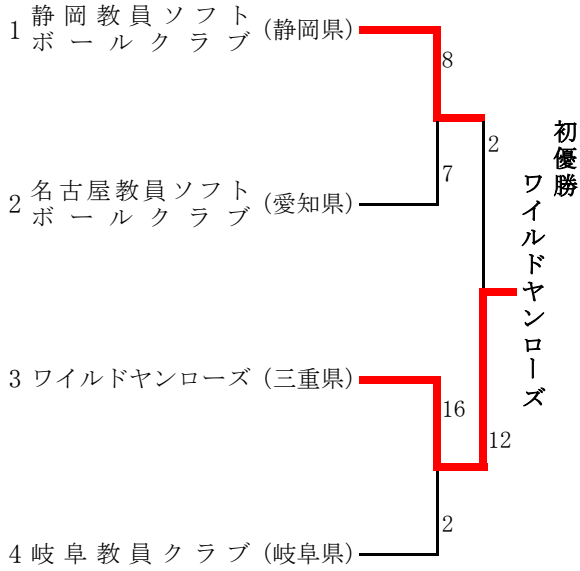 1 静岡教員ソフト
ボールクラブ (静岡県)
8
7
2 名古屋教員ソフト
ボールクラブ (愛知県)
2
初優勝
ワイルドヤンローズ
3 ワイルドヤンローズ (三重県)
16
12
2
4 岐阜教員クラブ (岐阜県)